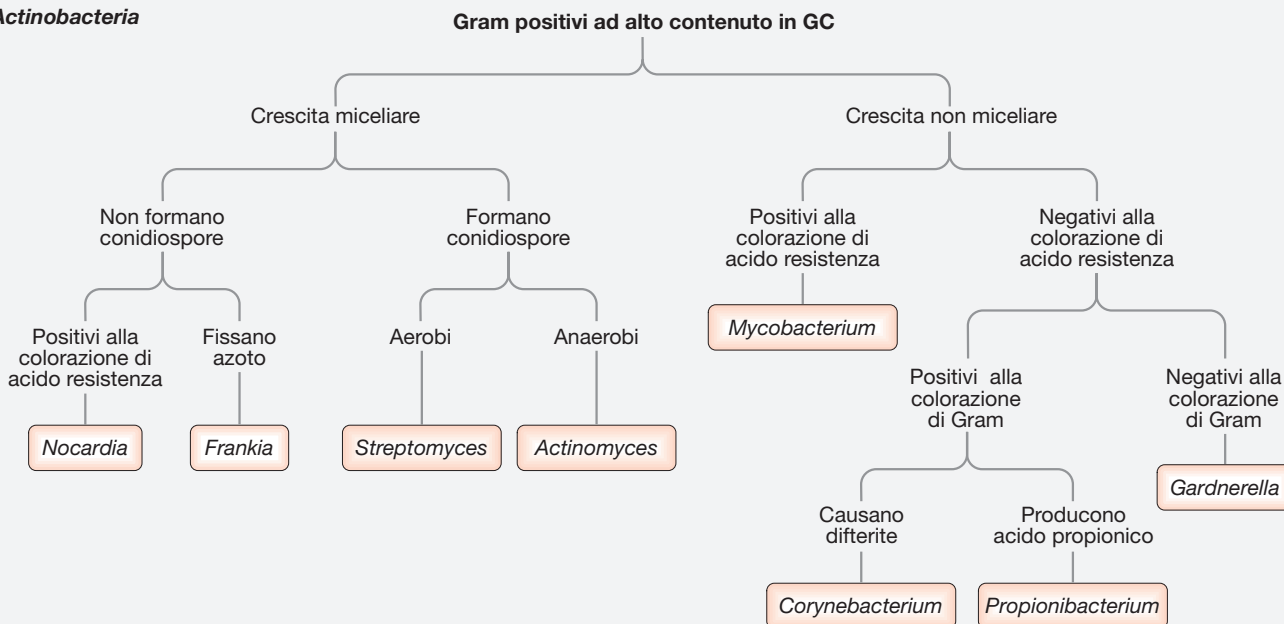 Actinobacteria
Gram positivi ad alto contenuto in GC
Crescita miceliare
Crescita non miceliare
Non formano
conidiospore
Formano
conidiospore
Positivi alla
colorazione di
acido resistenza
Negativi alla
colorazione di
acido resistenza
Mycobacterium
Positivi alla
colorazione di
acido resistenza
Fissano
azoto
Aerobi
Anaerobi
Positivi alla
colorazione
di Gram
Negativi alla
colorazione
di Gram
Nocardia
Frankia
Streptomyces
Actinomyces
Gardnerella
Causano
difterite
Producono
acido propionico
Corynebacterium
Propionibacterium